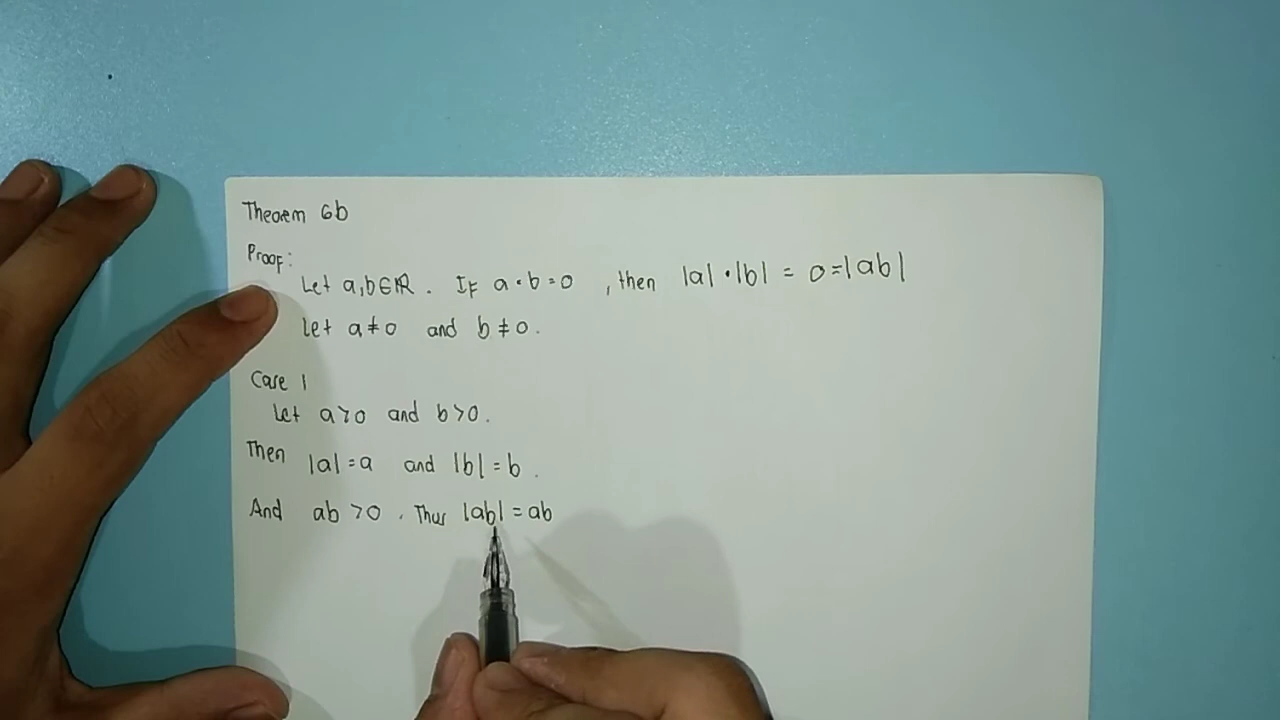 Theorem 6b
Proof:
Let a,b∈ℝ. If a·b=0, then |a|·|b| = 0=|ab|
Let a≠0 and b≠0.
Case 1
Let a>0 and b>0.
Then |a|=a and |b|=b.
And ab>0. Thus |ab|=ab